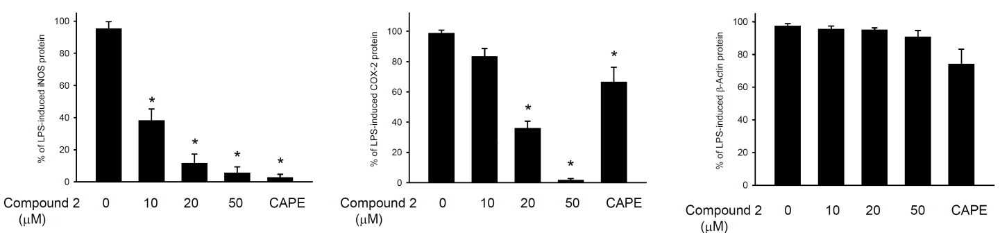 % of LPS-induced iNOS protein
100
80
60
40
20
0
*
*
*
*
Compound 2 0 10 20 50 CAPE
(μM)
% of LPS-induced COX-2 protein
100
80
60
40
20
0
*
*
*
Compound 2 0 10 20 50 CAPE
(μM)
% of LPS-induced β-Actin protein
100
80
60
40
20
0
Compound 2 0 10 20 50 CAPE
(μM)